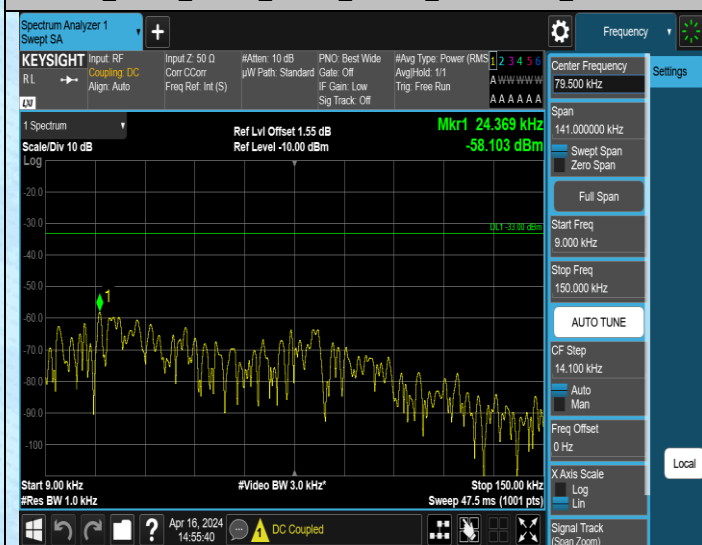 Spectrum Analyzer 1
Swept SA
Frequency
KEYSIGHT
RL
LXI
Input: RF
Coupling: DC
Align: Auto
Input Z: 50 Ω
Corr CCorr
Freq Ref: Int (S)
#Atten: 10 dB
µW Path: Standard
PNO: Best Wide
Gate: Off
IF Gain: Low
Sig Track: Off
#Avg Type: Power (RMS
Avg|Hold: 1/1
Trig: Free Run
1 2 3 4 5 6
A W W W W W
A A A A A A
Center Frequency
79.500 kHz
Settings
Span
141.000000 kHz
Swept Span
Zero Span
Full Span
Start Freq
9.000 kHz
Stop Freq
150.000 kHz
AUTO TUNE
CF Step
14.100 kHz
Auto
Man
Freq Offset
0 Hz
X Axis Scale
Log
Lin
Signal Track
(Span Zoom)
Local
1 Spectrum
Scale/Div 10 dB
Log
Ref Lvl Offset 1.55 dB
Ref Level -10.00 dBm
Mkr1 24.369 kHz
-58.103 dBm
-20.0
-30.0
-40.0
-50.0
-60.0
-70.0
-80.0
-90.0
-100
DL1 -33.00 dBm
1
Start 9.00 kHz
#Video BW 3.0 kHz*
Stop 150.00 kHz
#Res BW 1.0 kHz
Sweep 47.5 ms (1001 pts)
?
Apr 16, 2024
14:55:40
1
DC Coupled